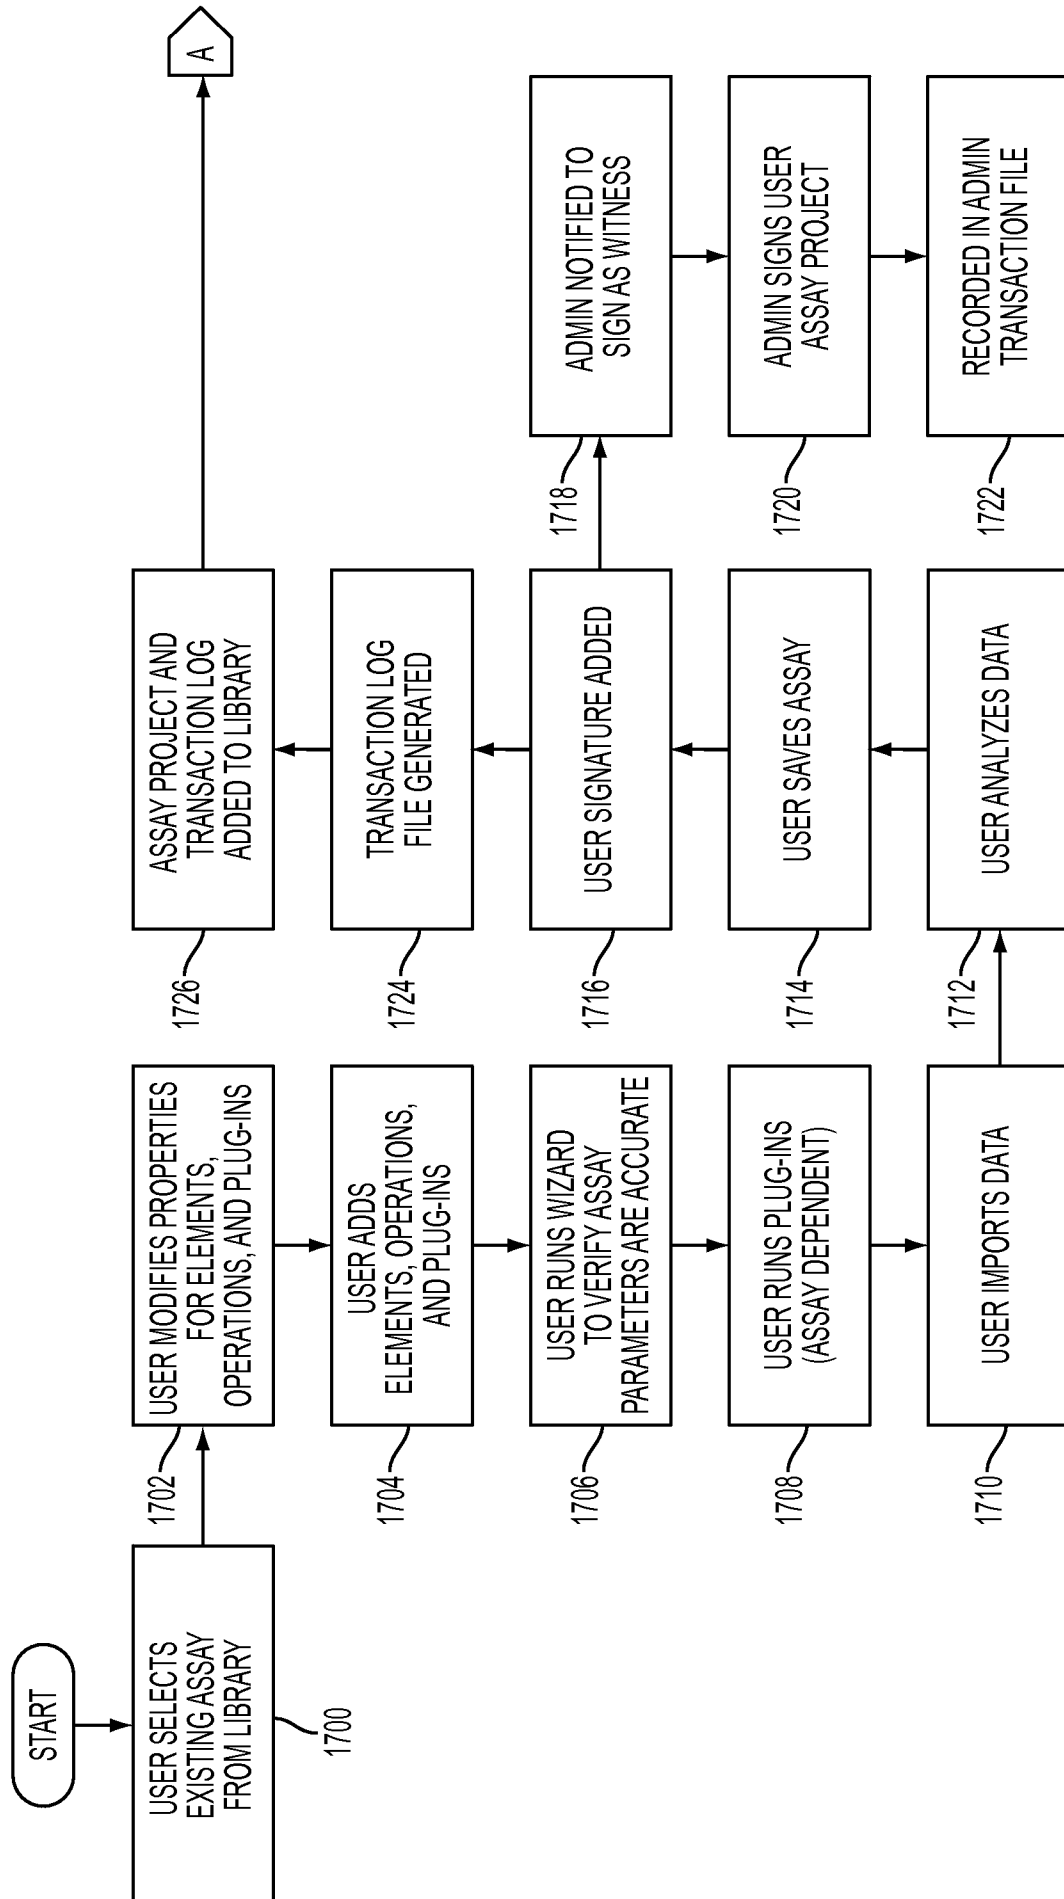 START
USER SELECTS
EXISTING ASSAY
FROM LIBRARY
1700
USER MODIFIES PROPERTIES
FOR ELEMENTS,
OPERATIONS, AND PLUG-INS
1702
USER ADDS
ELEMENTS, OPERATIONS,
AND PLUG-INS
1704
USER RUNS WIZARD
TO VERIFY ASSAY
PARAMETERS ARE ACCURATE
1706
USER RUNS PLUG-INS
(ASSAY DEPENDENT)
1708
USER IMPORTS DATA
1710
USER ANALYZES DATA
1712
USER SAVES ASSAY
1714
USER SIGNATURE ADDED
1716
ADMIN NOTIFIED TO
SIGN AS WITNESS
1718
ADMIN SIGNS USER
ASSAY PROJECT
1720
RECORDED IN ADMIN
TRANSACTION FILE
1722
TRANSACTION LOG
FILE GENERATED
1724
ASSAY PROJECT AND
TRANSACTION LOG
ADDED TO LIBRARY
1726
A